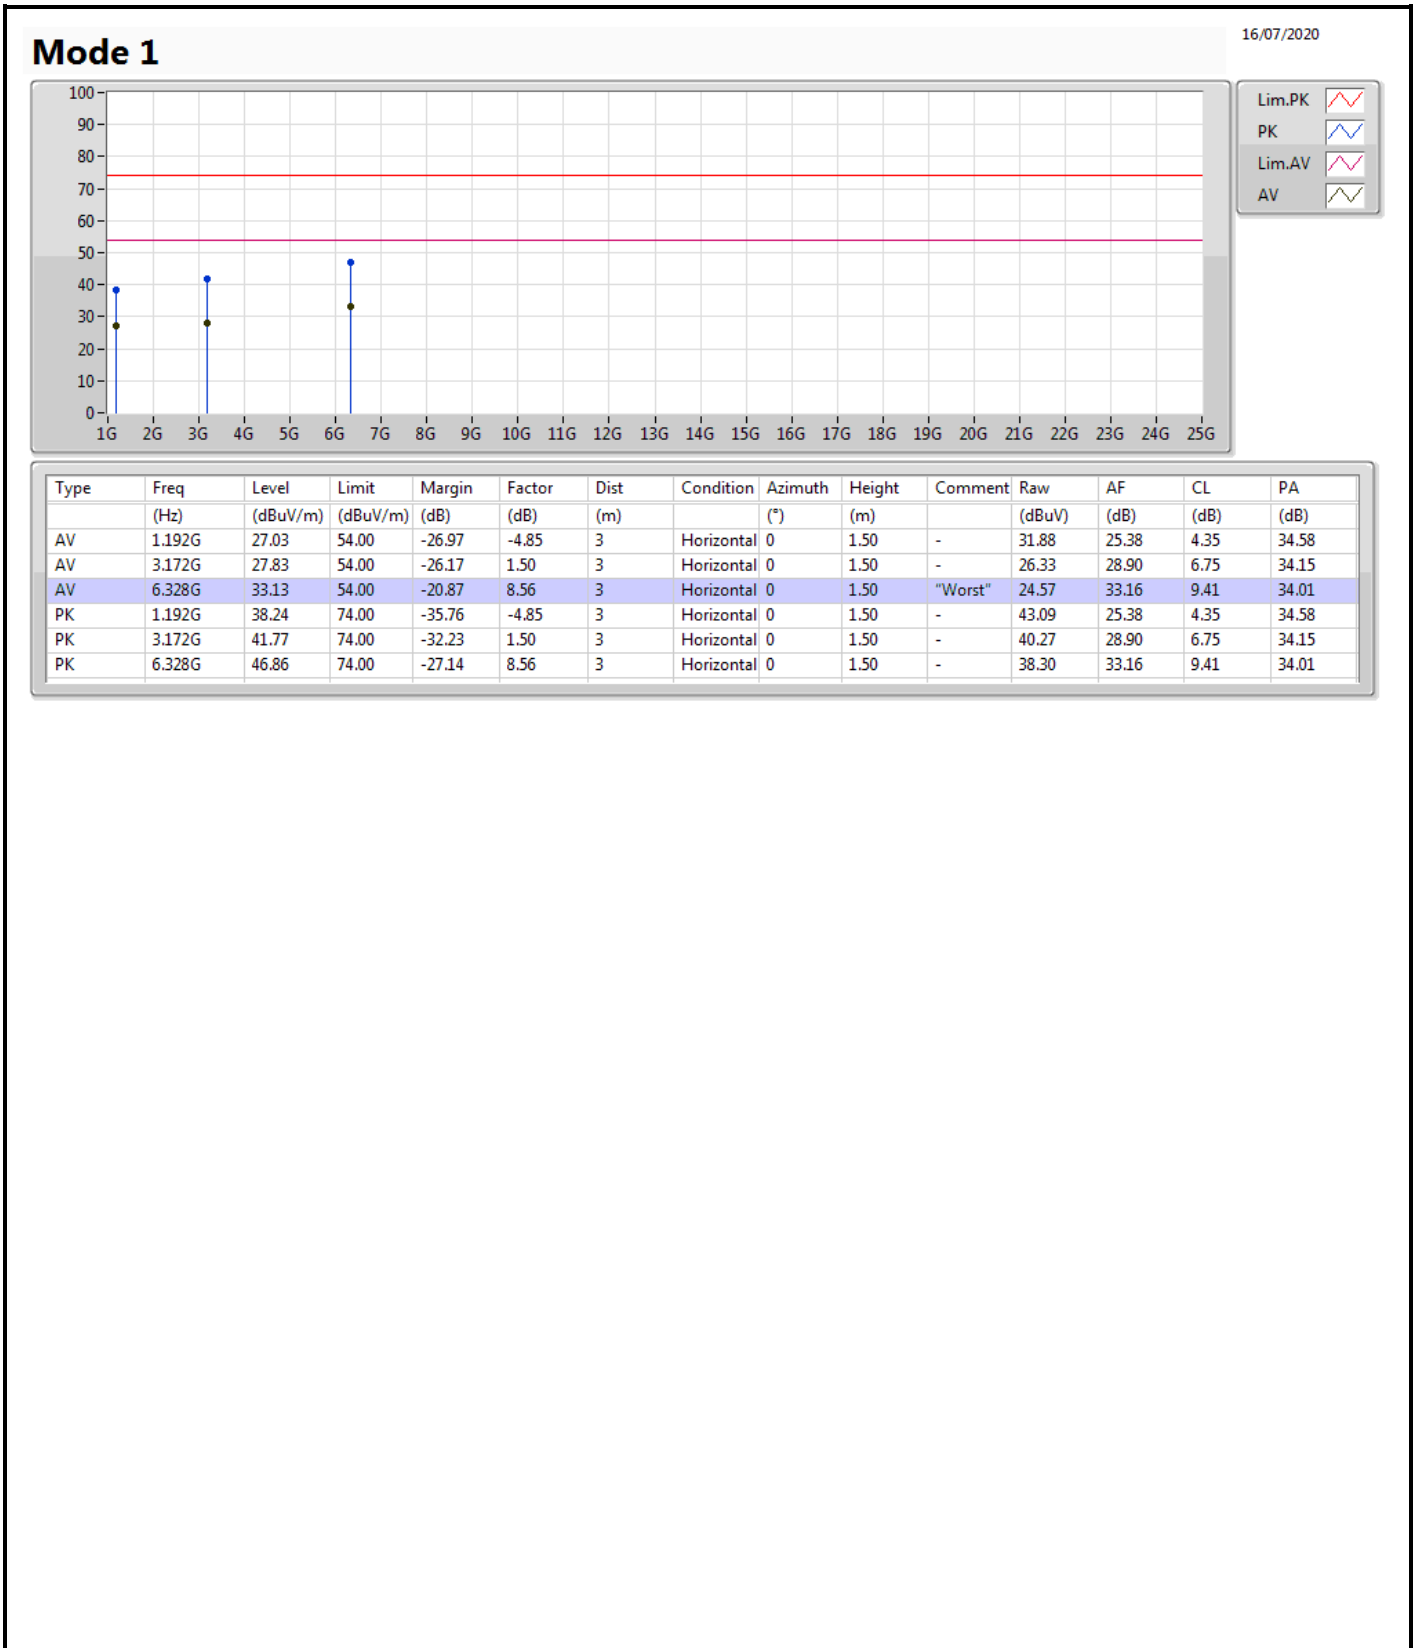 16/07/2020
Mode 1
100
90
80
70
60
50
40
30
20
10
0
1G 2G 3G 4G 5G 6G 7G 8G 9G 10G 11G 12G 13G 14G 15G 16G 17G 18G 19G 20G 21G 22G 23G 24G 25G
Lim.PK
PK
Lim.AV
AV
Type Freq Level Limit Margin Factor Dist Condition Azimuth Height Comment Raw AF CL PA
(Hz) (dBuV/m) (dBuV/m) (dB) (dB) (m) (°) (m) (dBuV) (dB) (dB) (dB)
AV 1.192G 27.03 54.00 -26.97 -4.85 3 Horizontal 0 1.50 - 31.88 25.38 4.35 34.58
AV 3.172G 27.83 54.00 -26.17 1.50 3 Horizontal 0 1.50 - 26.33 28.90 6.75 34.15
AV 6.328G 33.13 54.00 -20.87 8.56 3 Horizontal 0 1.50 "Worst" 24.57 33.16 9.41 34.01
PK 1.192G 38.24 74.00 -35.76 -4.85 3 Horizontal 0 1.50 - 43.09 25.38 4.35 34.58
PK 3.172G 41.77 74.00 -32.23 1.50 3 Horizontal 0 1.50 - 40.27 28.90 6.75 34.15
PK 6.328G 46.86 74.00 -27.14 8.56 3 Horizontal 0 1.50 - 38.30 33.16 9.41 34.01